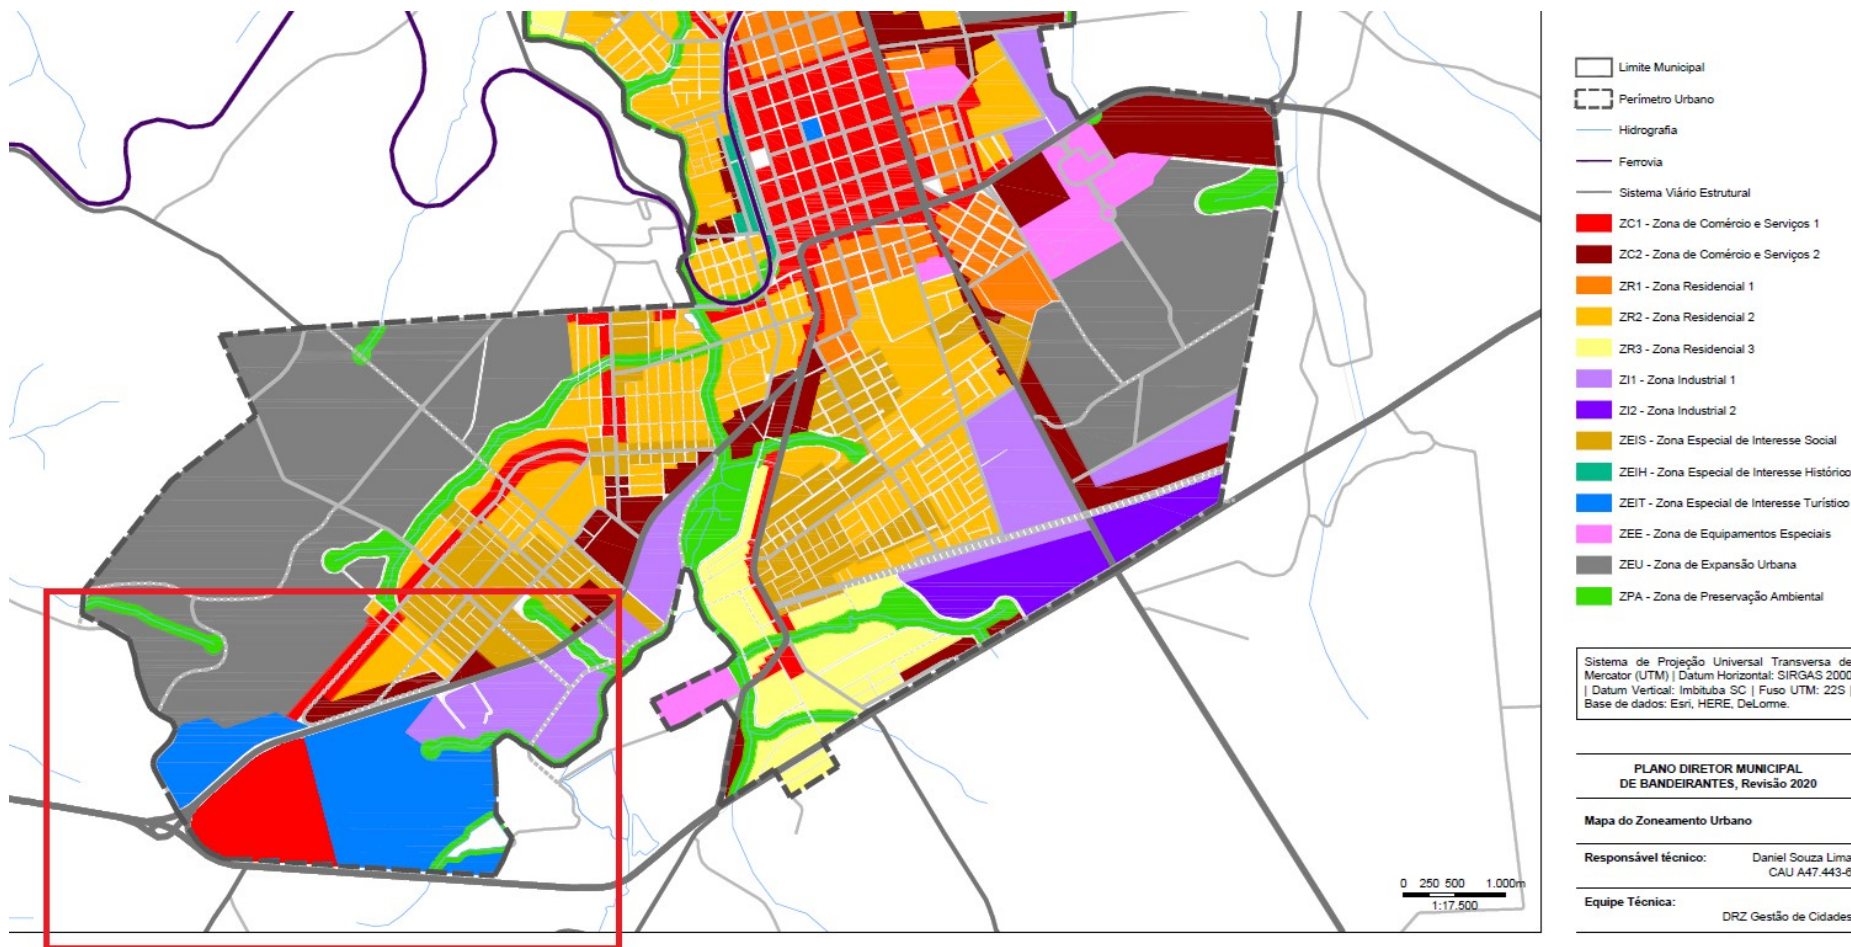 Limite Municipal
Perímetro Urbano
Hidrografia
Ferrovia
Sistema Viário Estrutural
ZC1 - Zona de Comércio e Serviços 1
ZC2 - Zona de Comércio e Serviços 2
ZR1 - Zona Residencial 1
ZR2 - Zona Residencial 2
ZR3 - Zona Residencial 3
ZI1 - Zona Industrial 1
ZI2 - Zona Industrial 2
ZEIS - Zona Especial de Interesse Social
ZEIH - Zona Especial de Interesse Histórico
ZEIT - Zona Especial de Interesse Turístico
ZEE - Zona de Equipamentos Especiais
ZEU - Zona de Expansão Urbana
ZPA - Zona de Preservação Ambiental
Sistema de Projeção Universal Transversa de
Mercator (UTM) | Datum Horizontal: SIRGAS 2000
| Datum Vertical: Imbituba SC | Fuso UTM: 22S |
Base de dados: Esri, HERE, DeLorme.
PLANO DIRETOR MUNICIPAL
DE BANDEIRANTES, Revisão 2020
Mapa do Zoneamento Urbano
Responsável técnico: Daniel Souza Lima
CAU A47.443-6
Equipe Técnica:
DRZ Gestão de Cidades
0 250 500 1.000m
1:17.500